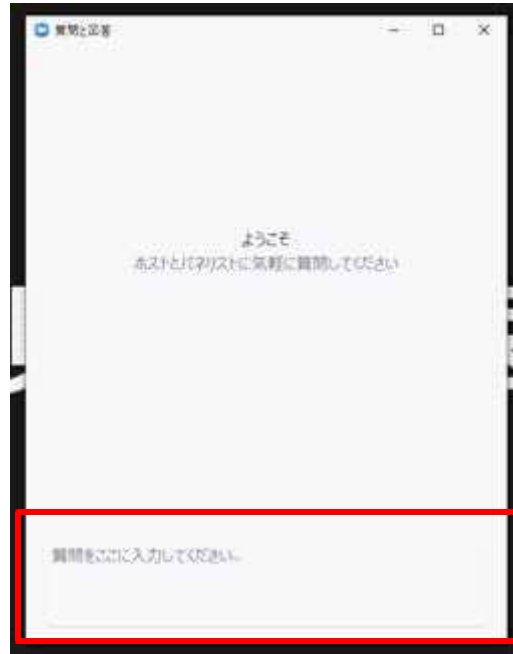 質問と回答
ようこそ
ホストとパネリストに気軽に質問してください
質問をここに入力してください...